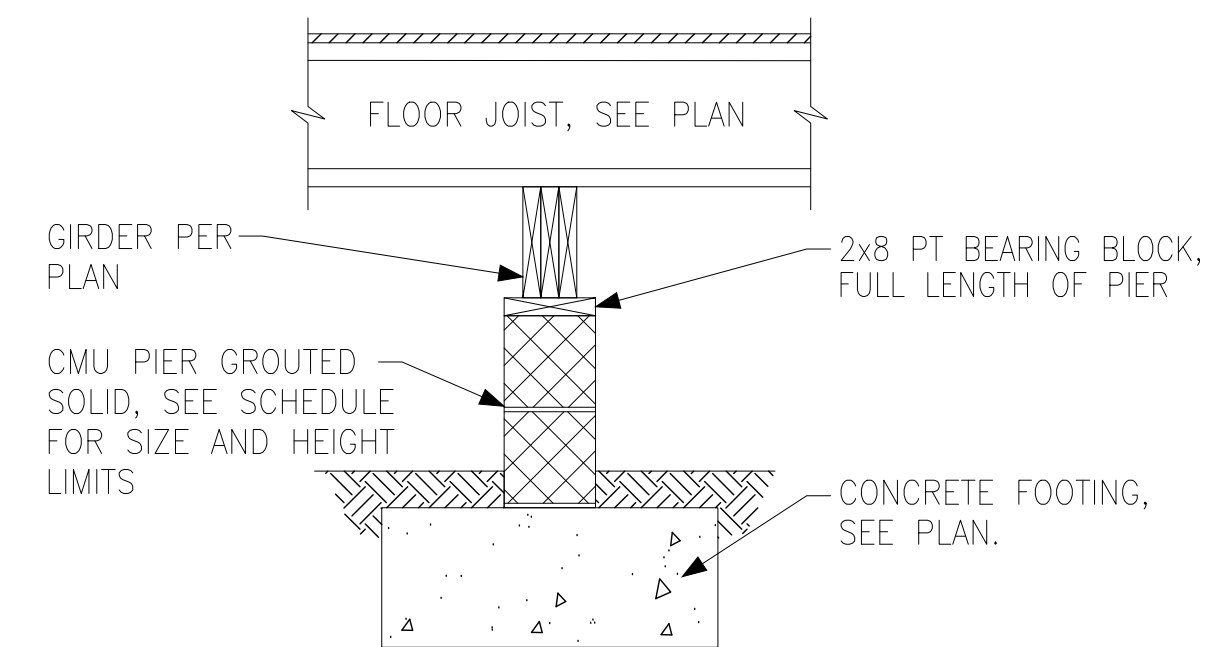 FLOOR JOIST, SEE PLAN
GIRDER PER
PLAN
2x8 PT BEARING BLOCK,
FULL LENGTH OF PIER
CMU PIER GROUTED
SOLID, SEE SCHEDULE
FOR SIZE AND HEIGHT
LIMITS
CONCRETE FOOTING,
SEE PLAN.